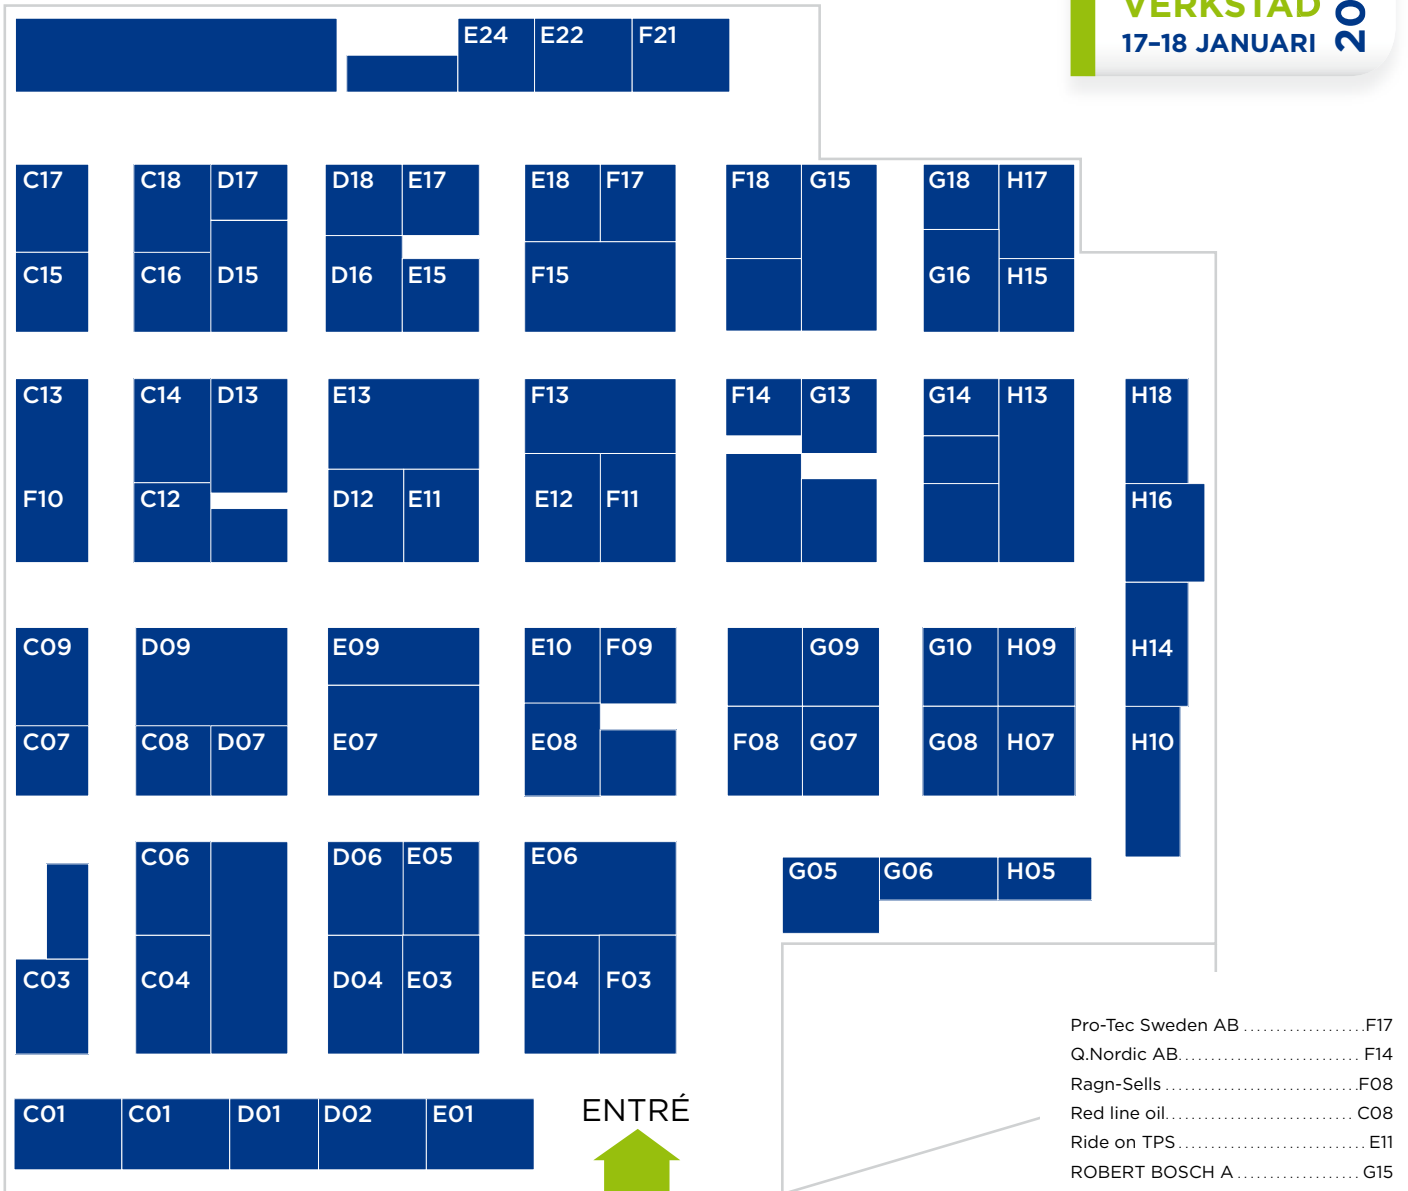 VERKSTAD
17–18 JANUARI
20
E24 E22 F21
C17 C18 D17 D18 E17 E18 F17 F18 G15 G18 H17
C15 C16 D15 D16 E15 F15 G16 H15
C13 C14 D13 E13 F13 F14 G13 G14 H13 H18
F10 C12 D12 E11 E12 F11 H16
C09 D09 E09 E10 F09 G09 G10 H09 H14
C07 C08 D07 E07 E08 F08 G07 G08 H07 H10
C06 D06 E05 E06 G05 G06 H05
C03 C04 D04 E03 E04 F03
C01 C01 D01 D02 E01 ENTRÉ
Pro-Tec Sweden AB ................... F17
Q.Nordic AB ............................ F14
Ragn-Sells .............................. F08
Red line oil ............................. C08
Ride on TPS ............................ E11
ROBERT BOSCH A .................... G15